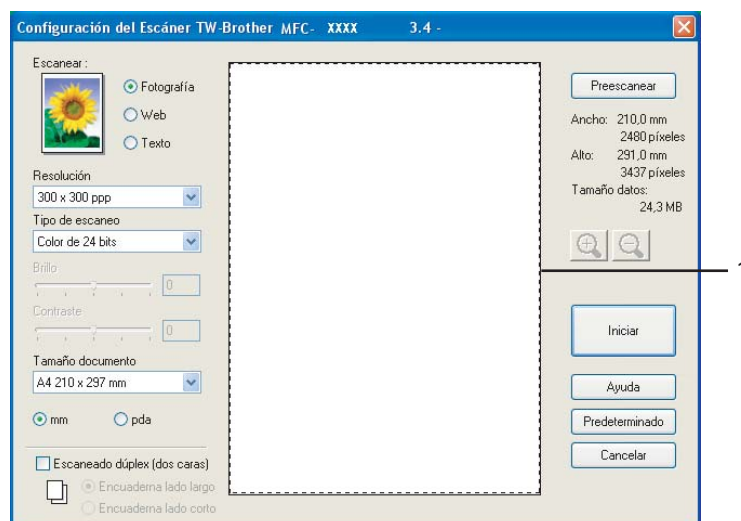 Configuración del Escáner TW-Brother MFC- XXXX 3.4 -
Escanear :
Fotografía
Web
Texto
Resolución
300 x 300 ppp
Tipo de escaneo
Color de 24 bits
Brillo
0
Contraste
0
Tamaño documento
A4 210 x 297 mm
mm pda
Escaneado dúplex (dos caras)
Encuaderna lado largo
Encuaderna lado corto
Preescanear
Ancho: 210,0 mm
2480 píxeles
Alto: 291,0 mm
3437 píxeles
Tamaño datos:
24,3 MB
1
Iniciar
Ayuda
Predeterminado
Cancelar